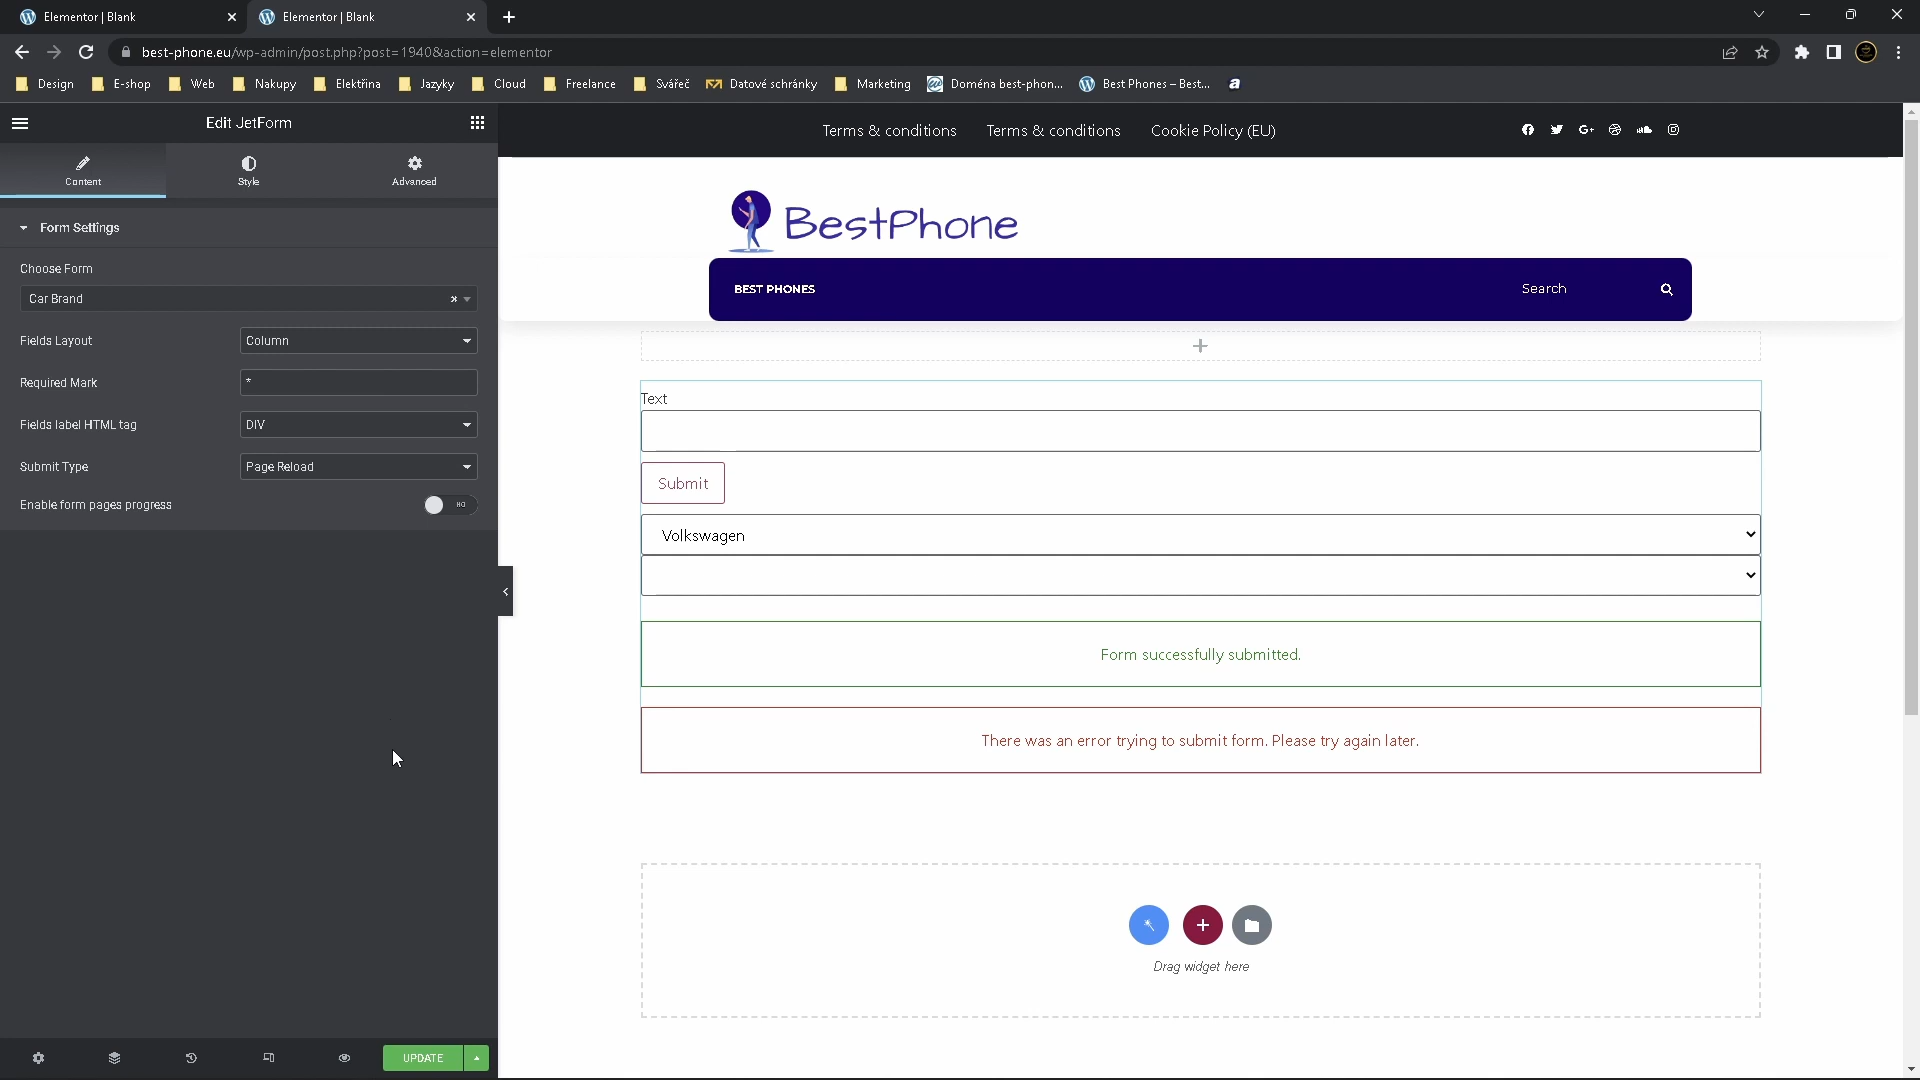 Elementor | Blank
Elementor | Blank
best-phone.eu/wp-admin/post.php?post=1940&action=elementor
Design
E-shop
Web
Nakupy
Elektřina
Jazyky
Cloud
Freelance
Svářeč
Datové schránky
Marketing
Doména best-phon...
Best Phones – Best...
a
Edit JetForm
Content
Style
Advanced
Form Settings
Choose Form
Car Brand
Fields Layout
Column
Required Mark
*
Fields label HTML tag
DIV
Submit Type
Page Reload
Enable form pages progress
NO
UPDATE
Terms & conditions
Terms & conditions
Cookie Policy (EU)
BestPhone
BEST PHONES
Search
Text
Submit
Volkswagen
Form successfully submitted.
There was an error trying to submit form. Please try again later.
Drag widget here